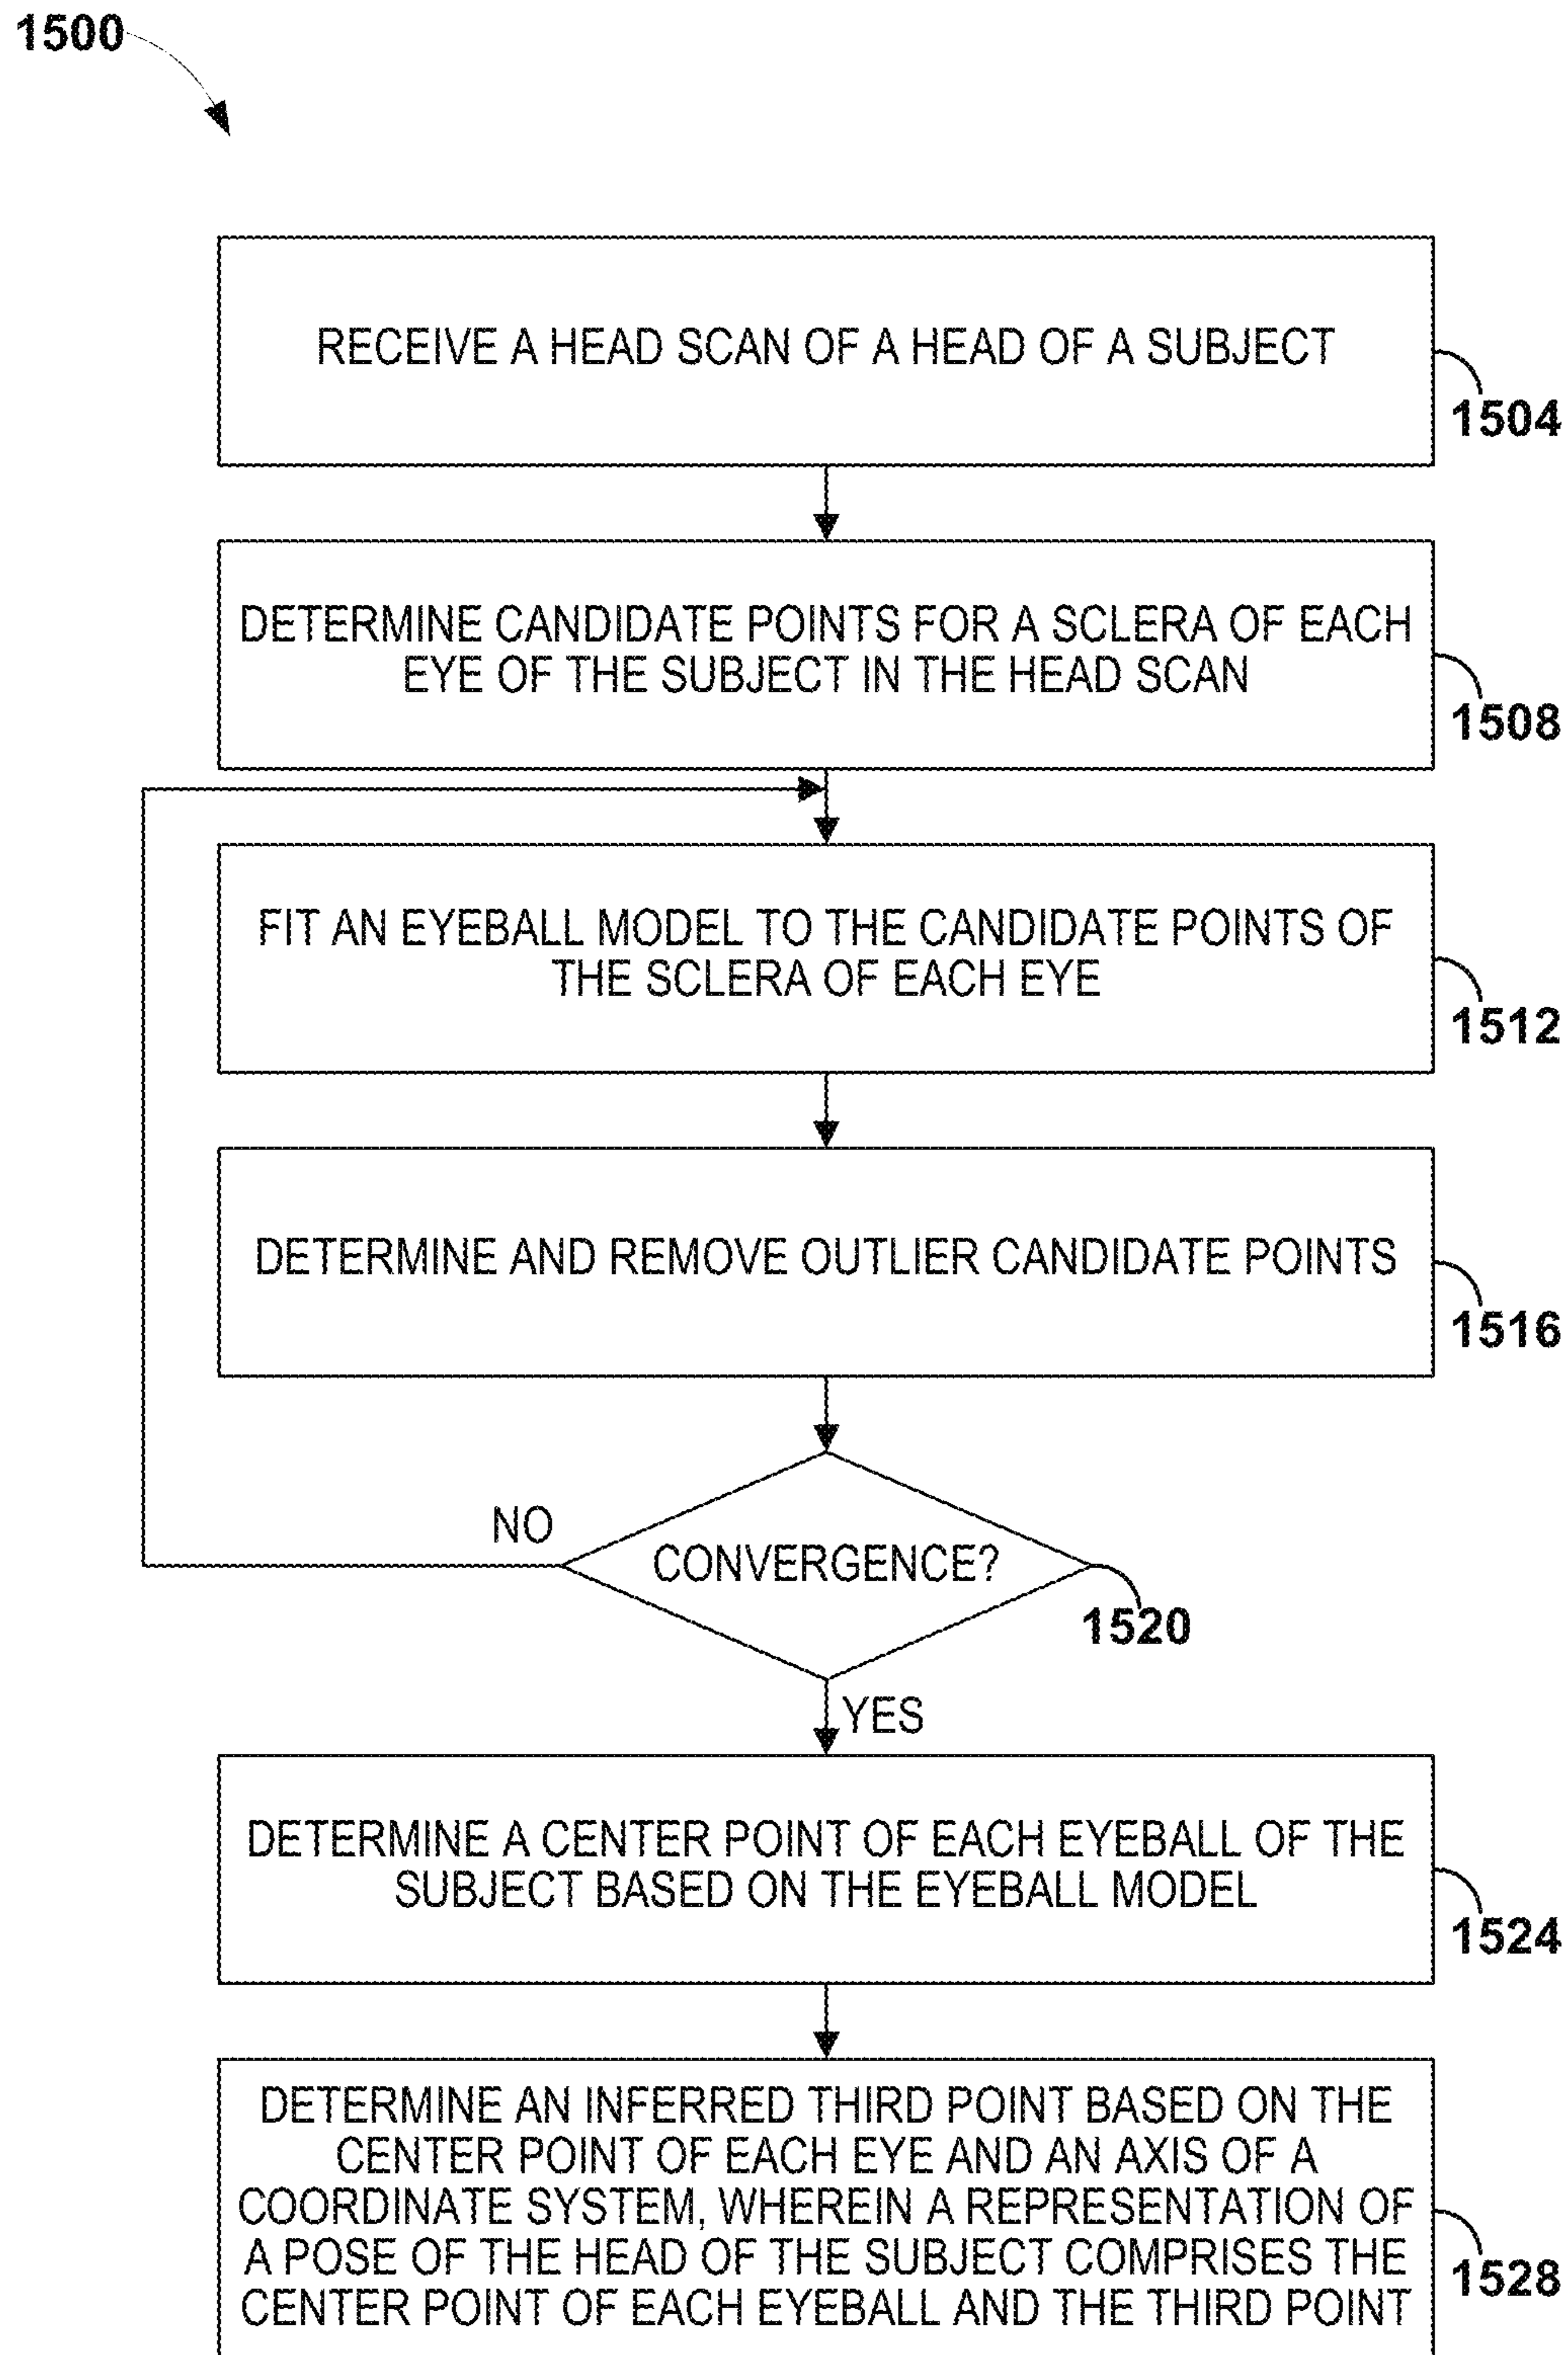 1500
RECEIVE A HEAD SCAN OF A HEAD OF A SUBJECT
1504
DETERMINE CANDIDATE POINTS FOR A SCLERA OF EACH
EYE OF THE SUBJECT IN THE HEAD SCAN
1508
FIT AN EYEBALL MODEL TO THE CANDIDATE POINTS OF
THE SCLERA OF EACH EYE
1512
DETERMINE AND REMOVE OUTLIER CANDIDATE POINTS
1516
NO
CONVERGENCE?
1520
YES
DETERMINE A CENTER POINT OF EACH EYEBALL OF THE
SUBJECT BASED ON THE EYEBALL MODEL
1524
DETERMINE AN INFERRED THIRD POINT BASED ON THE
CENTER POINT OF EACH EYE AND AN AXIS OF A
COORDINATE SYSTEM, WHEREIN A REPRESENTATION OF
A POSE OF THE HEAD OF THE SUBJECT COMPRISES THE
CENTER POINT OF EACH EYEBALL AND THE THIRD POINT
1528